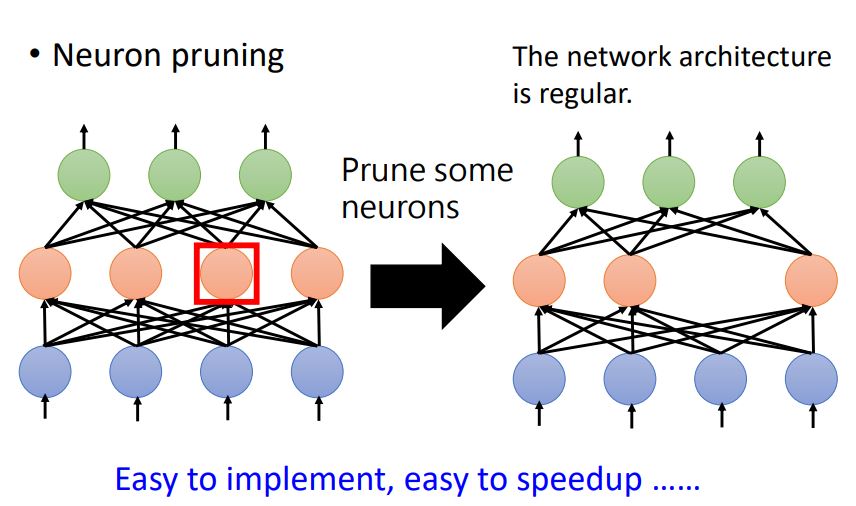 • Neuron pruning
The network architecture
is regular.
Prune some
neurons
Easy to implement, easy to speedup ......